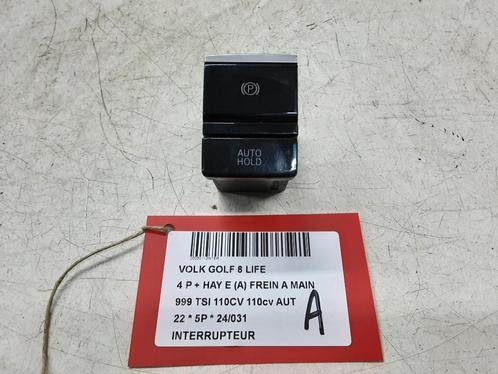 P
AUTO
HOLD
VOLK GOLF 8 LIFE
4 P + HAY E (A) FREIN A MAIN
999 TSI 110CV 110cv AUT
22 * 5P * 24/031
INTERRUPTEUR
A